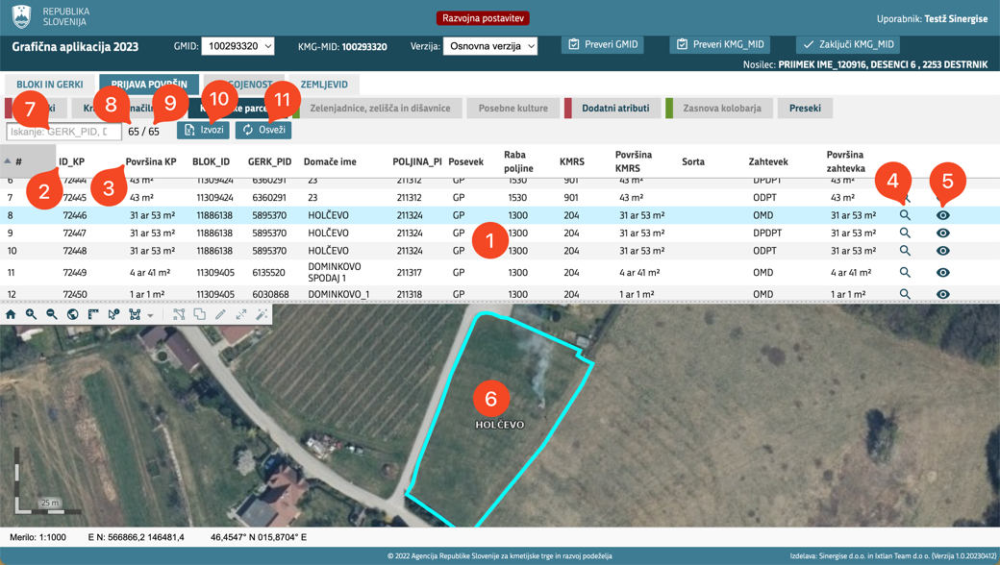 REPUBLIKA
SLOVENIJA
Razvojna postavitev
Uporabnik: Testž Sinergise
Grafična aplikacija 2023
GMID: 100293320
KMG-MID: 100293320
Verzija: Osnovna verzija
Preveri GMID
Preveri KMG_MID
Zaključi KMG_MID
Nosilec: PRIIMEK IME_120916, DESENCI 6 , 2253 DESTRNIK
BLOKI IN GERKI
PRIJAVA POVRŠIN
ZEMLJEVID
Zelenjadnice, zelišča in dišavnice
Posebne kulture
Dodatni atributi
Zasnova kolobarja
Preseki
7 8 9 10 11
Iskanje: GERK_PID,
65 / 65
Izvozi
Osveži
# ID_KP Površina KP BLOK_ID GERK_PID Domače ime POLJINA_PI Posevek Raba poljine KMRS Površina KMRS Sorta Zahtevek Površina zahtevka
2 3 4 5
6 72444 43 m² 11309424 6360291 23 211312 GP 1530 901 43 m² DPDPT 43 m²
7 72445 43 m² 11309424 6360291 23 211312 GP 1530 901 43 m² ODPT 43 m²
8 72446 31 ar 53 m² 11886138 5895370 HOLČEVO 211324 GP 1300 204 31 ar 53 m² OMD 31 ar 53 m²
9 72447 31 ar 53 m² 11886138 5895370 HOLČEVO 211324 GP 1300 204 31 ar 53 m² DPDPT 31 ar 53 m²
1
10 72448 31 ar 53 m² 11886138 5895370 HOLČEVO 211324 GP 1300 204 31 ar 53 m² ODPT 31 ar 53 m²
11 72449 4 ar 41 m² 11309405 6135520 DOMINKOVO SPODAJ 1 211317 GP 1300 204 4 ar 41 m² OMD 4 ar 41 m²
12 72450 1 ar 1 m² 11309405 6030868 DOMINKOVO_1 211318 GP 1300 204 1 ar 1 m² OMD 1 ar 1 m²
6
HOLČEVO
25 m
Merilo: 1:1000 E N: 566866,2 146481,4 46,4547° N 015,8704° E
© 2022 Agencija Republike Slovenije za kmetijske trge in razvoj podeželja
Izdelava: Sinergise d.o.o. in Ixtlan Team d.o.o. (Verzija 1.0.20230412)